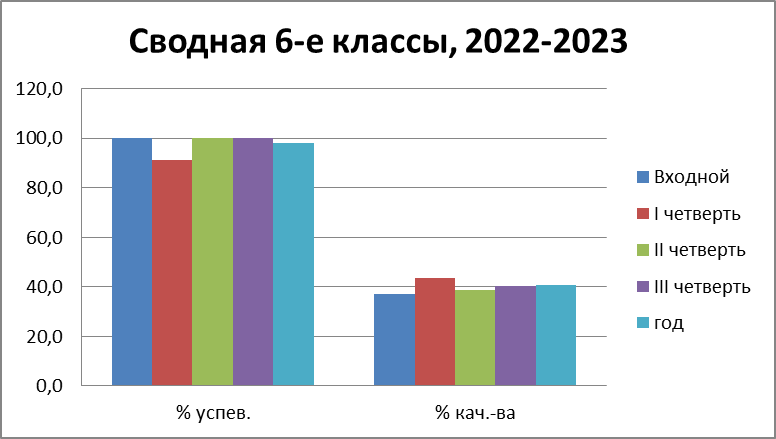 Сводная 6-е классы, 2022-2023
120,0
100,0
80,0
60,0
40,0
20,0
0,0
% успев.
% кач.-ва
Входной
I четверть
II четверть
III четверть
год